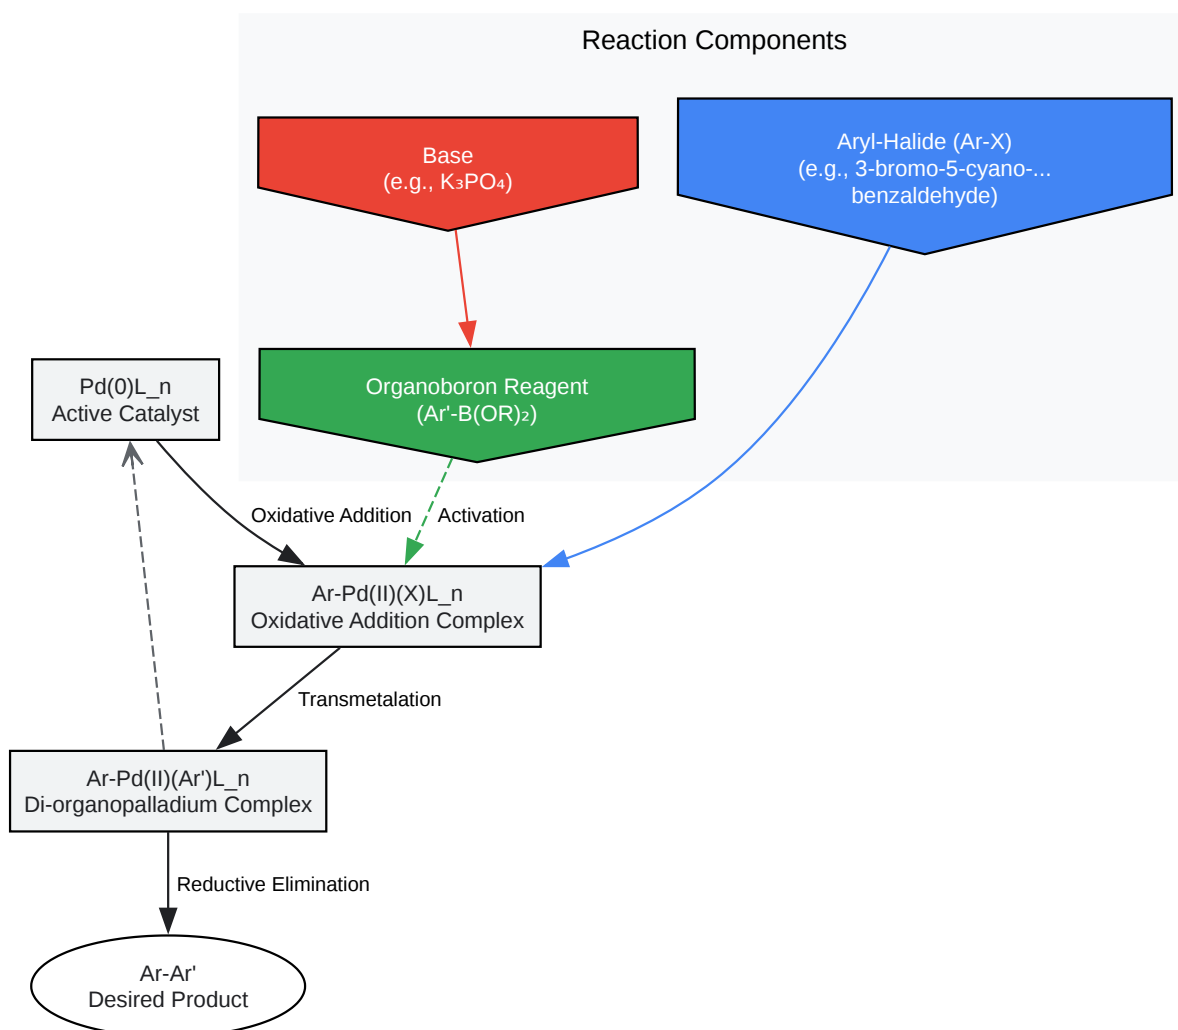 Reaction Components
Base
(e.g., K₃PO₄)
Aryl-Halide (Ar-X)
(e.g., 3-bromo-5-cyano-...
benzaldehyde)
Organoboron Reagent
(Ar'-B(OR)₂)
Pd(0)L_n
Active Catalyst
Oxidative Addition
Activation
Ar-Pd(II)(X)L_n
Oxidative Addition Complex
Transmetalation
Ar-Pd(II)(Ar')L_n
Di-organopalladium Complex
Reductive Elimination
Ar-Ar'
Desired Product